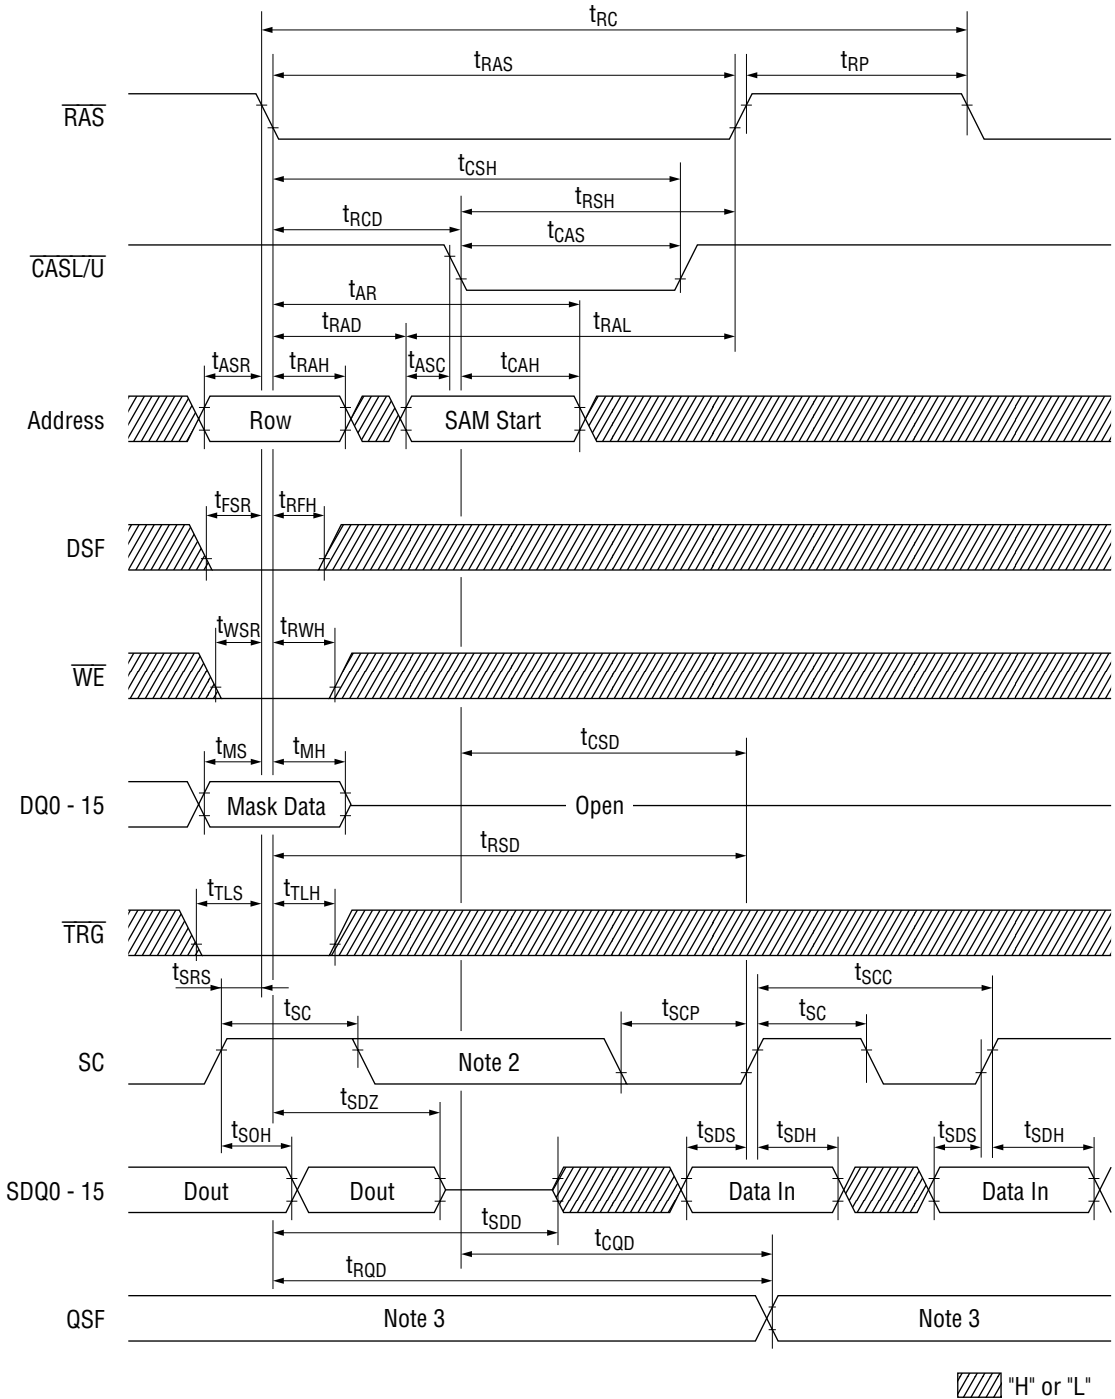 tRC
tRAS
tRP
RAS
tCSH
tRSH
tRCD
tCAS
CASL/U
tAR
tRAD
tRAL
tASR
tRAH
tASC
tCAH
Address
Row
SAM Start
tFSR
tRFH
DSF
tWSR
tRWH
WE
tCSD
tMS
tMH
DQ0 - 15
Mask Data
Open
tRSD
tTLS
tTLH
TRG
tSRS
tSCC
tSC
tSCP
tSC
SC
Note 2
tSDZ
tSOH
tSDS
tSDH
tSDS
tSDH
SDQ0 - 15
Dout
Dout
Data In
Data In
tSDD
tCQD
tRQD
QSF
Note 3
Note 3
"H" or "L"